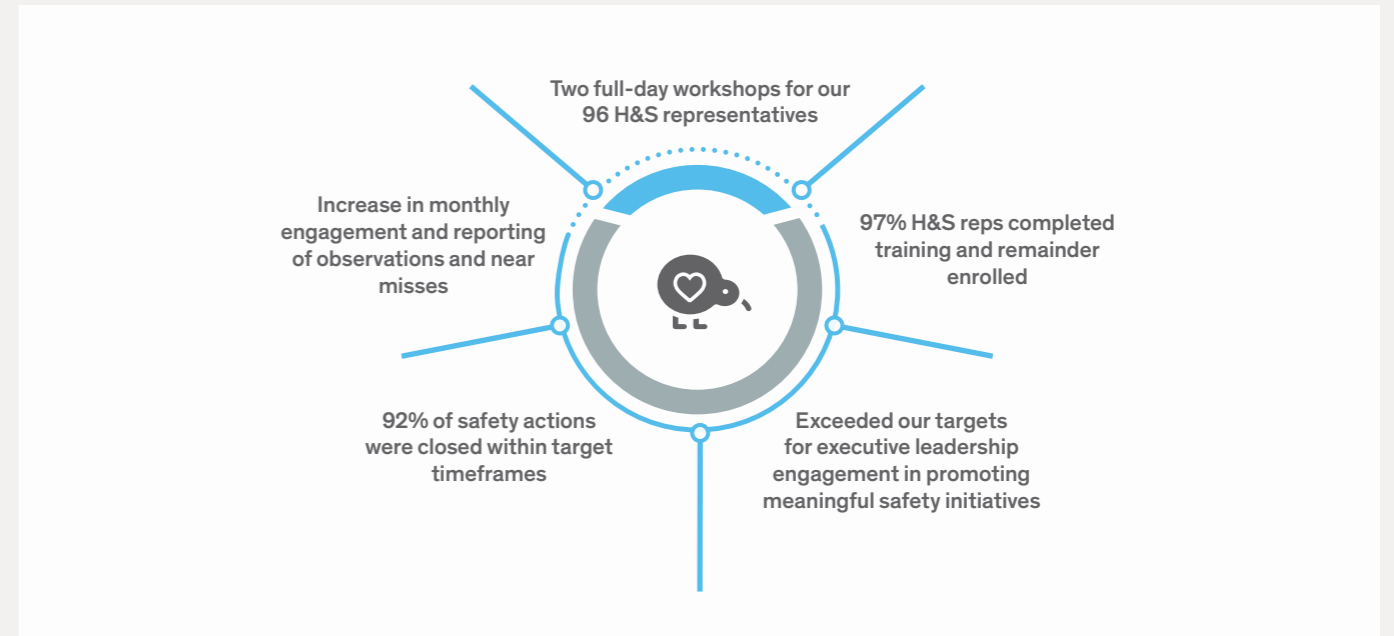 Two full-day workshops for our
96 H&S representatives
Increase in monthly
engagement and reporting
of observations and near
misses
97% H&S reps completed
training and remainder
enrolled
92% of safety actions
were closed within target
timeframes
Exceeded our targets
for executive leadership
engagement in promoting
meaningful safety initiatives